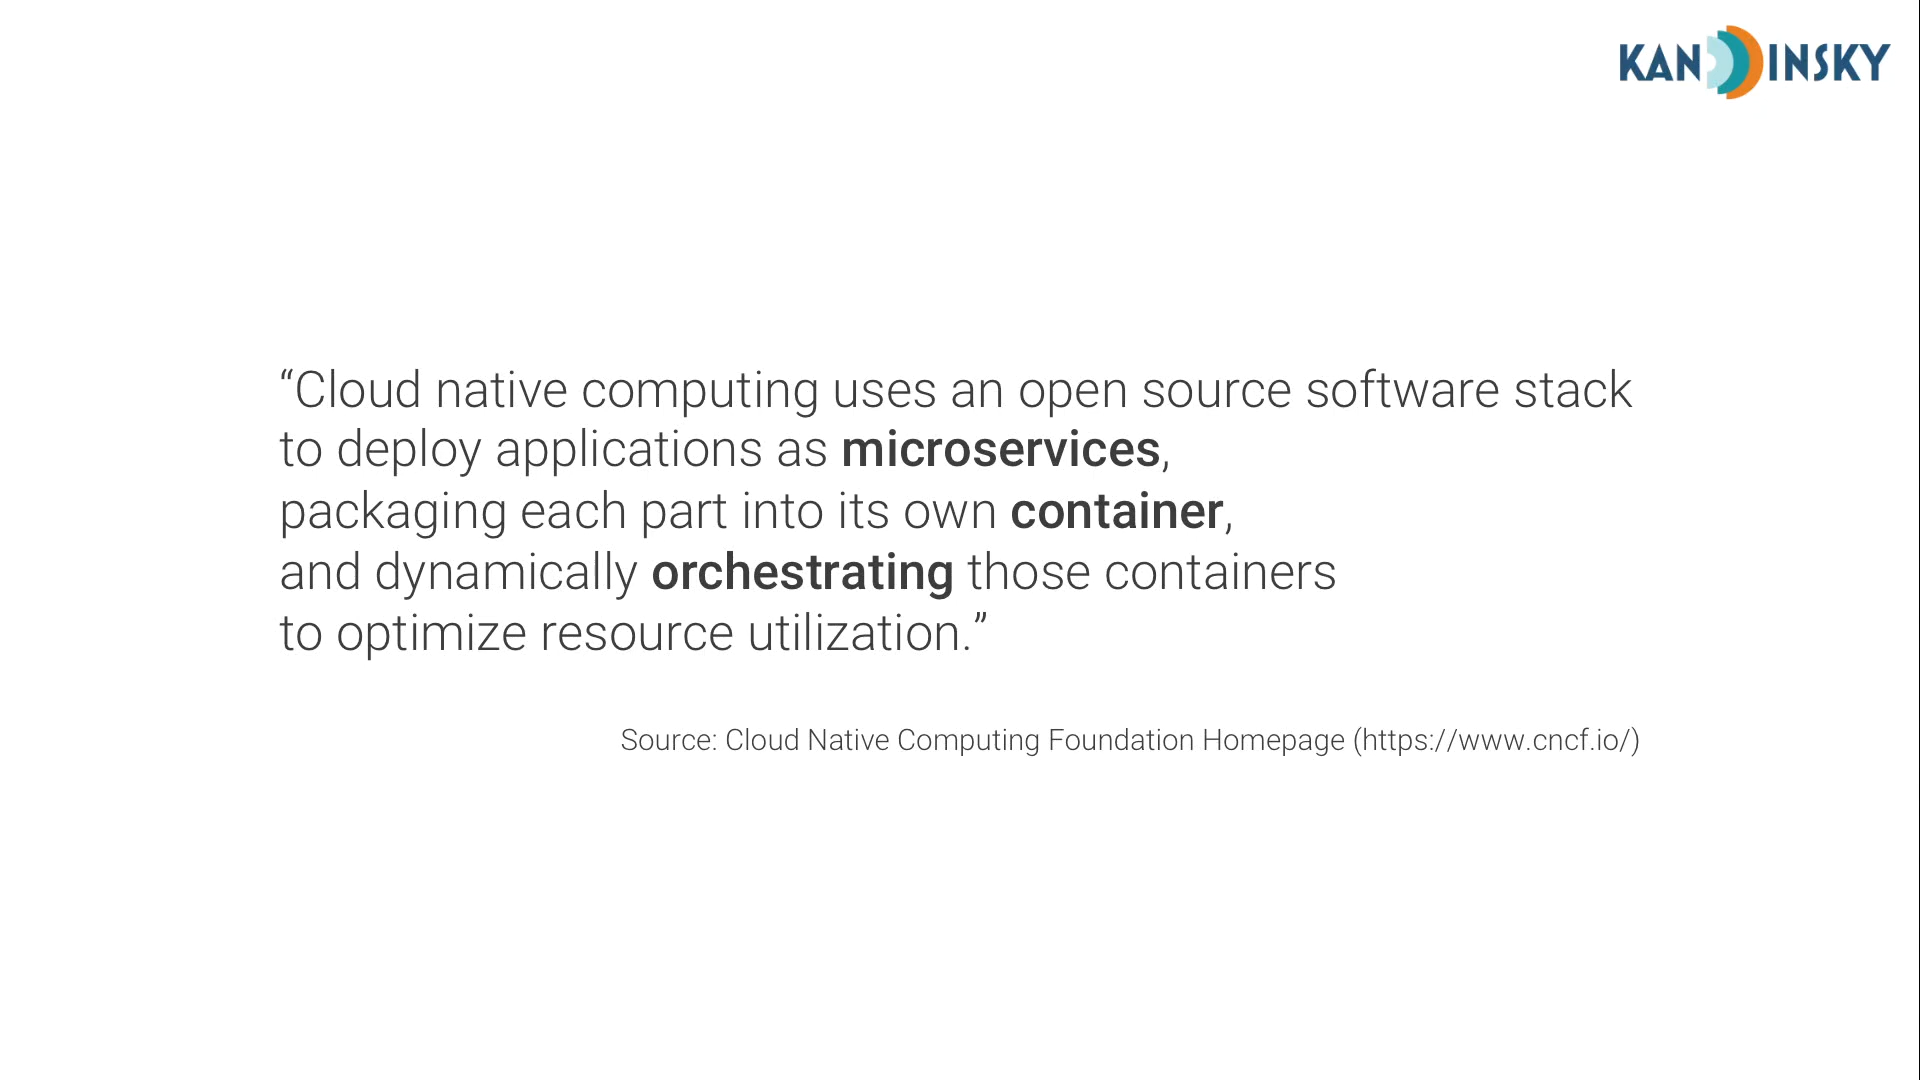 KANDINSKY
“Cloud native computing uses an open source software stack
to deploy applications as microservices,
packaging each part into its own container,
and dynamically orchestrating those containers
to optimize resource utilization.”
Source: Cloud Native Computing Foundation Homepage (https://www.cncf.io/)